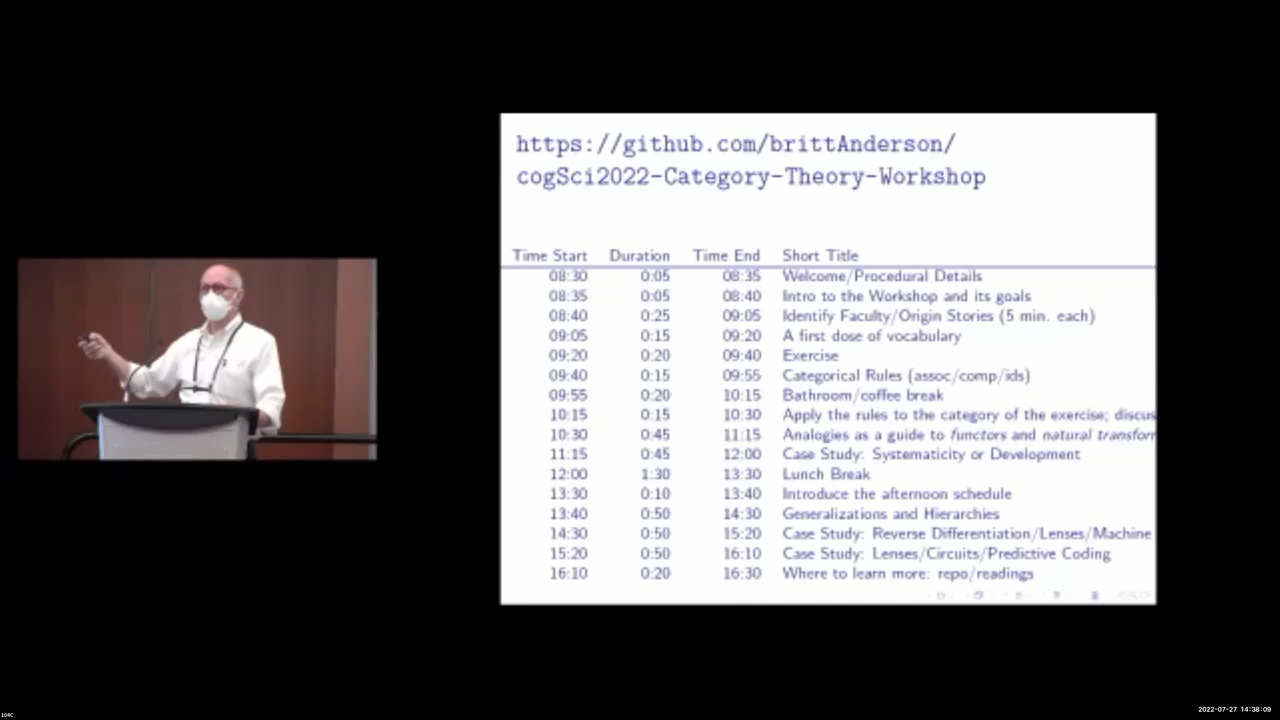 https://github.com/brittAnderson/
cogSci2022-Category-Theory-Workshop
Time Start Duration Time End Short Title
08:30 0:05 08:35 Welcome/Procedural Details
08:35 0:05 08:40 Intro to the Workshop and its goals
08:40 0:25 09:05 Identify Faculty/Origin Stories (5 min. each)
09:05 0:15 09:20 A first dose of vocabulary
09:20 0:20 09:40 Exercise
09:40 0:15 09:55 Categorical Rules (assoc/comp/ids)
09:55 0:20 10:15 Bathroom/coffee break
10:15 0:15 10:30 Apply the rules to the category of the exercise; discus
10:30 0:45 11:15 Analogies as a guide to functors and natural transfor
11:15 0:45 12:00 Case Study: Systematicity or Development
12:00 1:30 13:30 Lunch Break
13:30 0:10 13:40 Introduce the afternoon schedule
13:40 0:50 14:30 Generalizations and Hierarchies
14:30 0:50 15:20 Case Study: Reverse Differentiation/Lenses/Machine
15:20 0:50 16:10 Case Study: Lenses/Circuits/Predictive Coding
16:10 0:20 16:30 Where to learn more: repo/readings
104C
2022-07-27 14:38:09